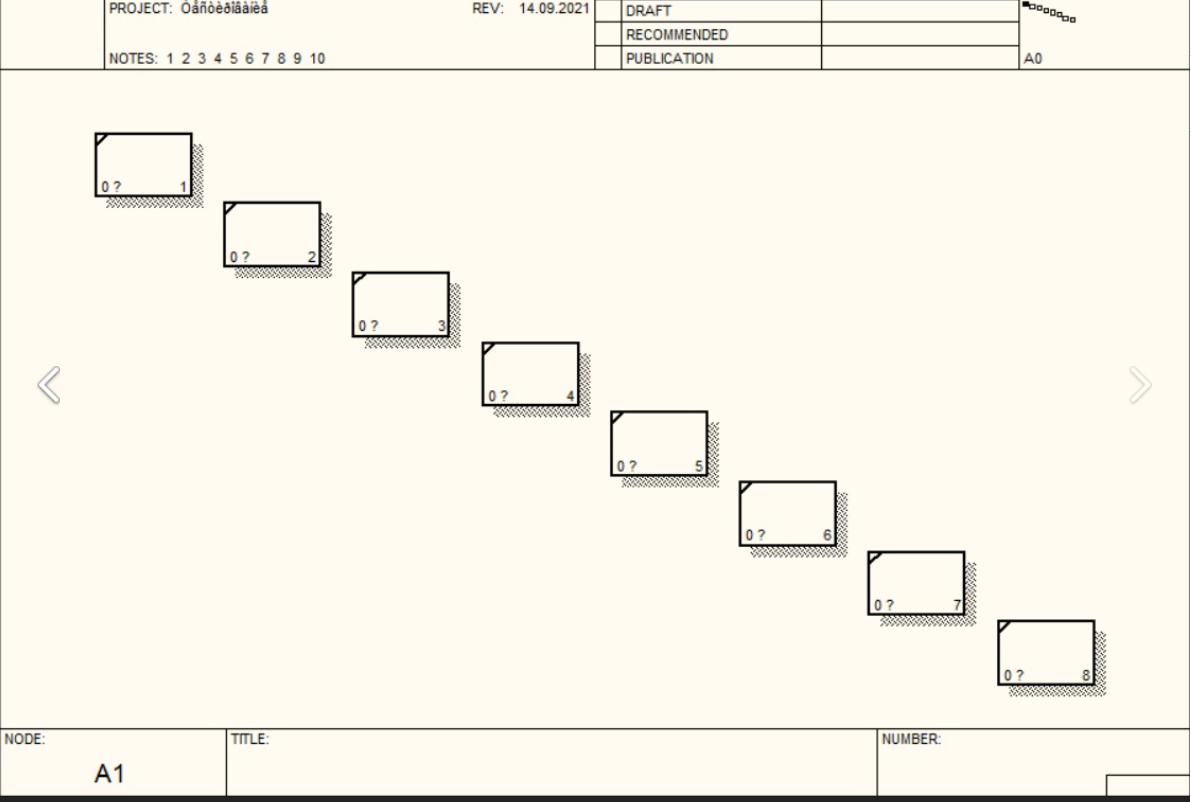 PROJECT: Òåñòèðîâàíèå REV: 14.09.2021 DRAFT
RECOMMENDED
NOTES: 1 2 3 4 5 6 7 8 9 10 PUBLICATION A0
0 ? 1
0 ? 2
0 ? 3
0 ? 4
0 ? 5
0 ? 6
0 ? 7
0 ? 8
NODE: TITLE: NUMBER:
A1